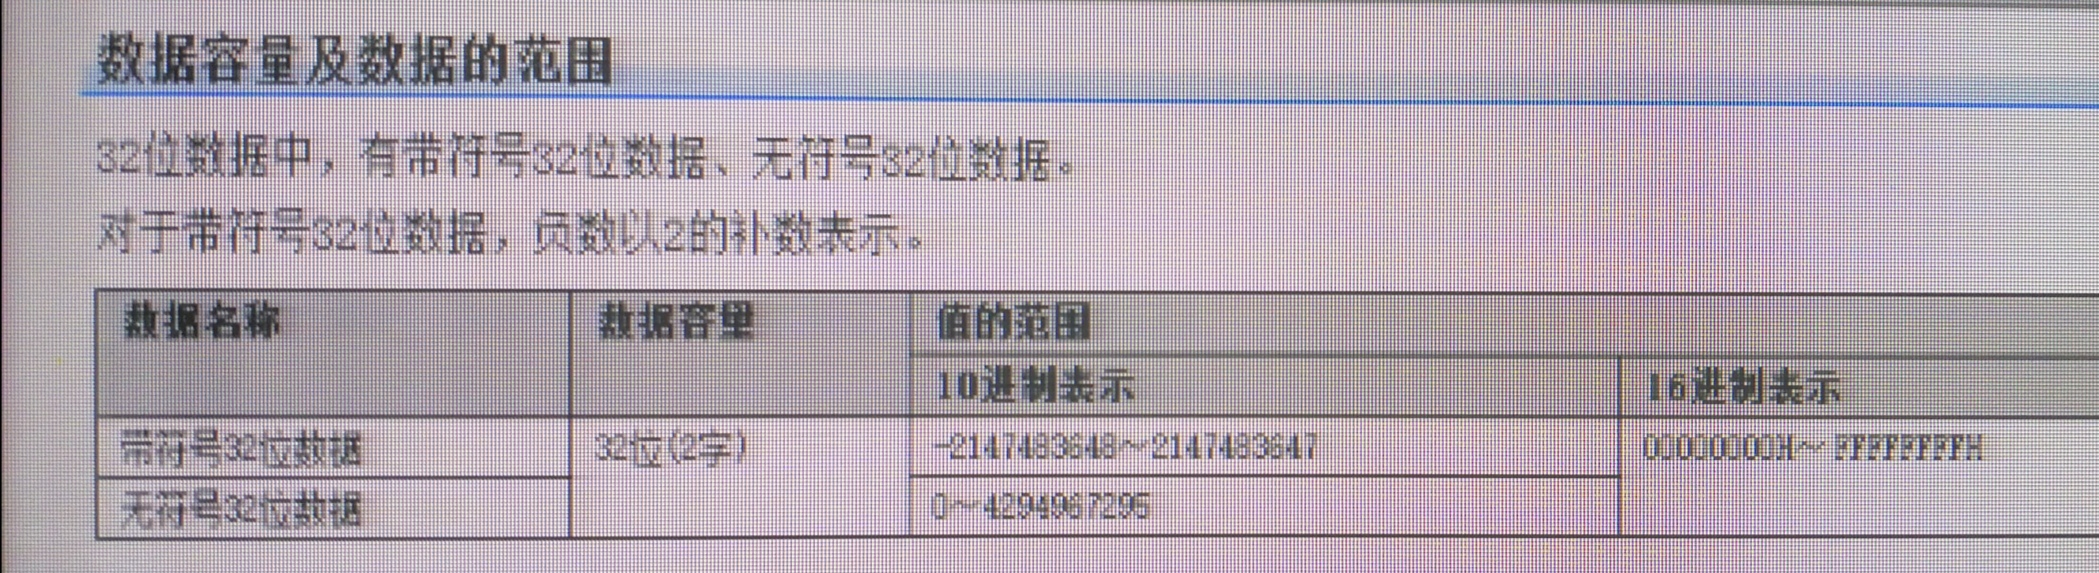 数据容量及数据的范围
32位数据中，有带符号32位数据、无符号32位数据。
对于带符号32位数据，负数以2的补数表示。
数据名称 数据容量 值的范围
10进制表示 16进制表示
带符号32位数据 32位(2字) -2147483648～2147483647 00000000H～FFFFFFFFH
无符号32位数据 0～4294967295